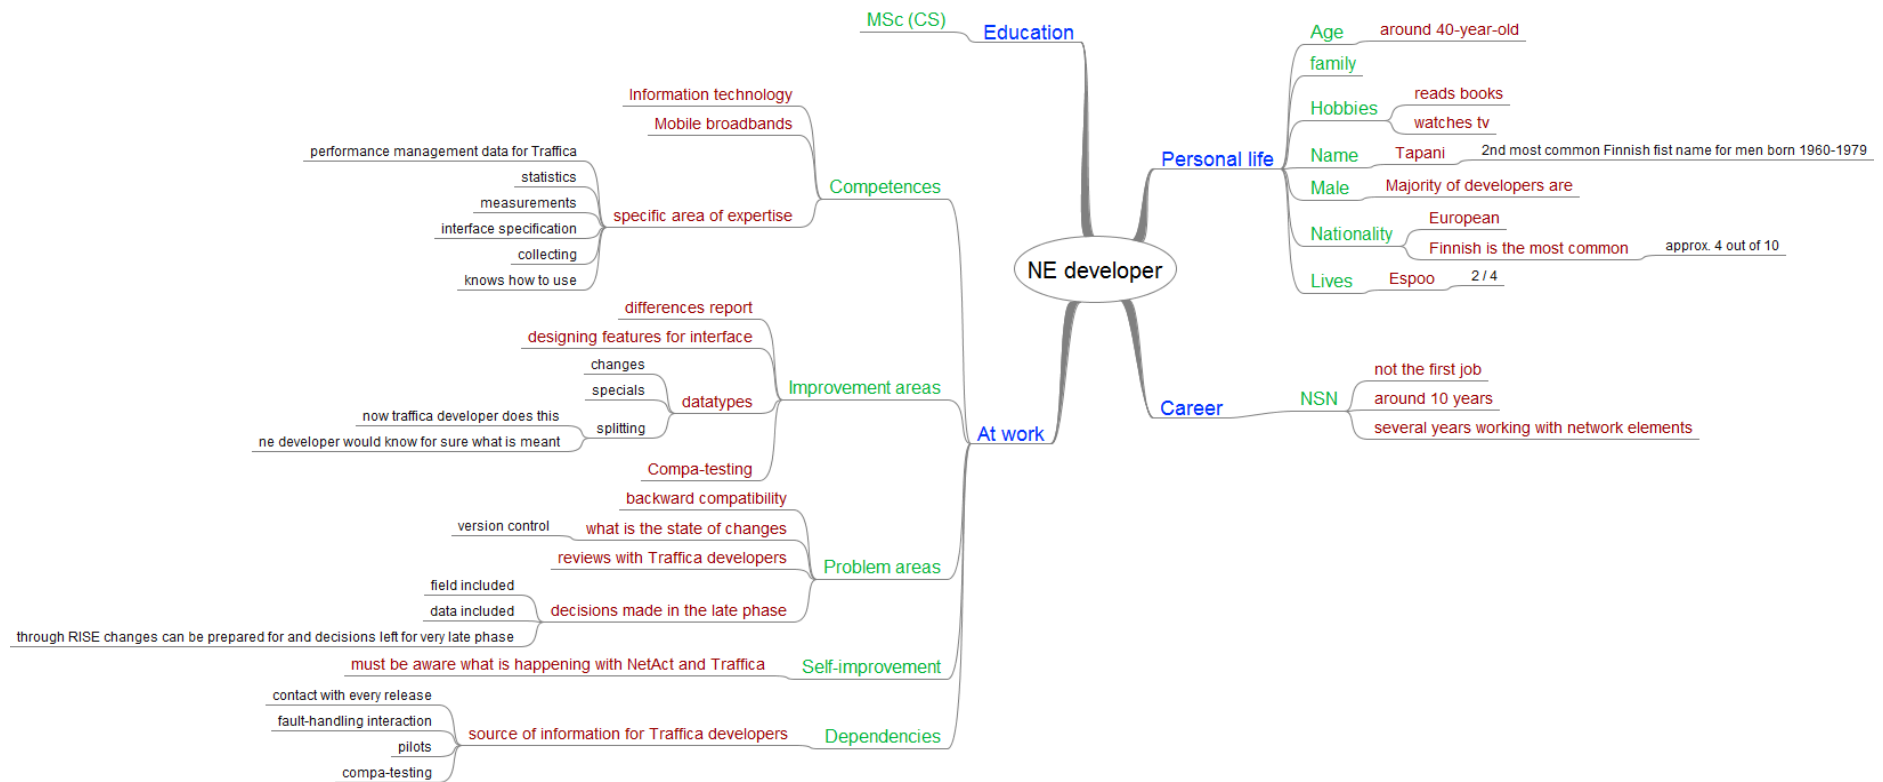 NE developer
Education
MSc (CS)
Personal life
Age
around 40-year-old
family
Hobbies
reads books
watches tv
Name
Tapani
2nd most common Finnish fist name for men born 1960-1979
Male
Majority of developers are
Nationality
European
Finnish is the most common
approx. 4 out of 10
Lives
Espoo
2 / 4
Career
NSN
not the first job
around 10 years
several years working with network elements
At work
Competences
Information technology
Mobile broadbands
specific area of expertise
performance management data for Traffica
statistics
measurements
interface specification
collecting
knows how to use
Improvement areas
differences report
designing features for interface
datatypes
changes
specials
splitting
now traffica developer does this
ne developer would know for sure what is meant
Compa-testing
Problem areas
backward compatibility
what is the state of changes
version control
reviews with Traffica developers
decisions made in the late phase
field included
data included
through RISE changes can be prepared for and decisions left for very late phase
Self-improvement
must be aware what is happening with NetAct and Traffica
Dependencies
source of information for Traffica developers
contact with every release
fault-handling interaction
pilots
compa-testing